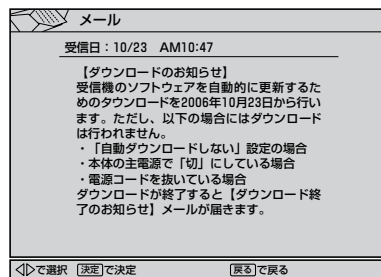 メール
受信日：10/23 AM10:47
【ダウンロードのお知らせ】
受信機のソフトウェアを自動的に更新するた
めのダウンロードを2006年10月23日から行い
ます。ただし、以下の場合にはダウンロード
は行われません。
・「自動ダウンロードしない」設定の場合
・本体の主電源で「切」にしている場合
・電源コードを抜いている場合
ダウンロードが終了すると【ダウンロード終
了のお知らせ】メールが届きます。
で選択 決定で決定 戻るで戻る